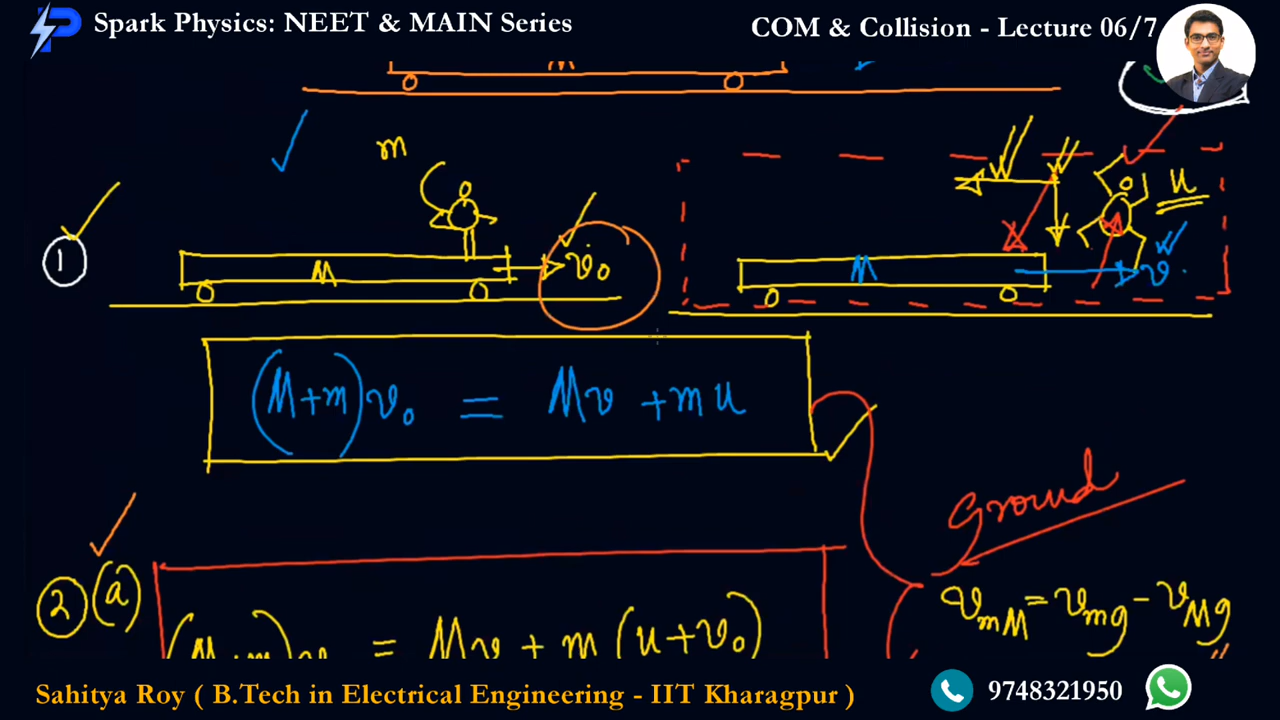 Spark Physics: NEET & MAIN Series
COM & Collision - Lecture 06/7
M
m
1
M
v₀
M
u
v
(M+m)v₀ = Mv + mu
Ground
2 (a)
(M+m)v₀ = Mv + m(u+v₀)
v_mM = v_mg - v_Mg
Sahitya Roy ( B.Tech in Electrical Engineering - IIT Kharagpur )
9748321950